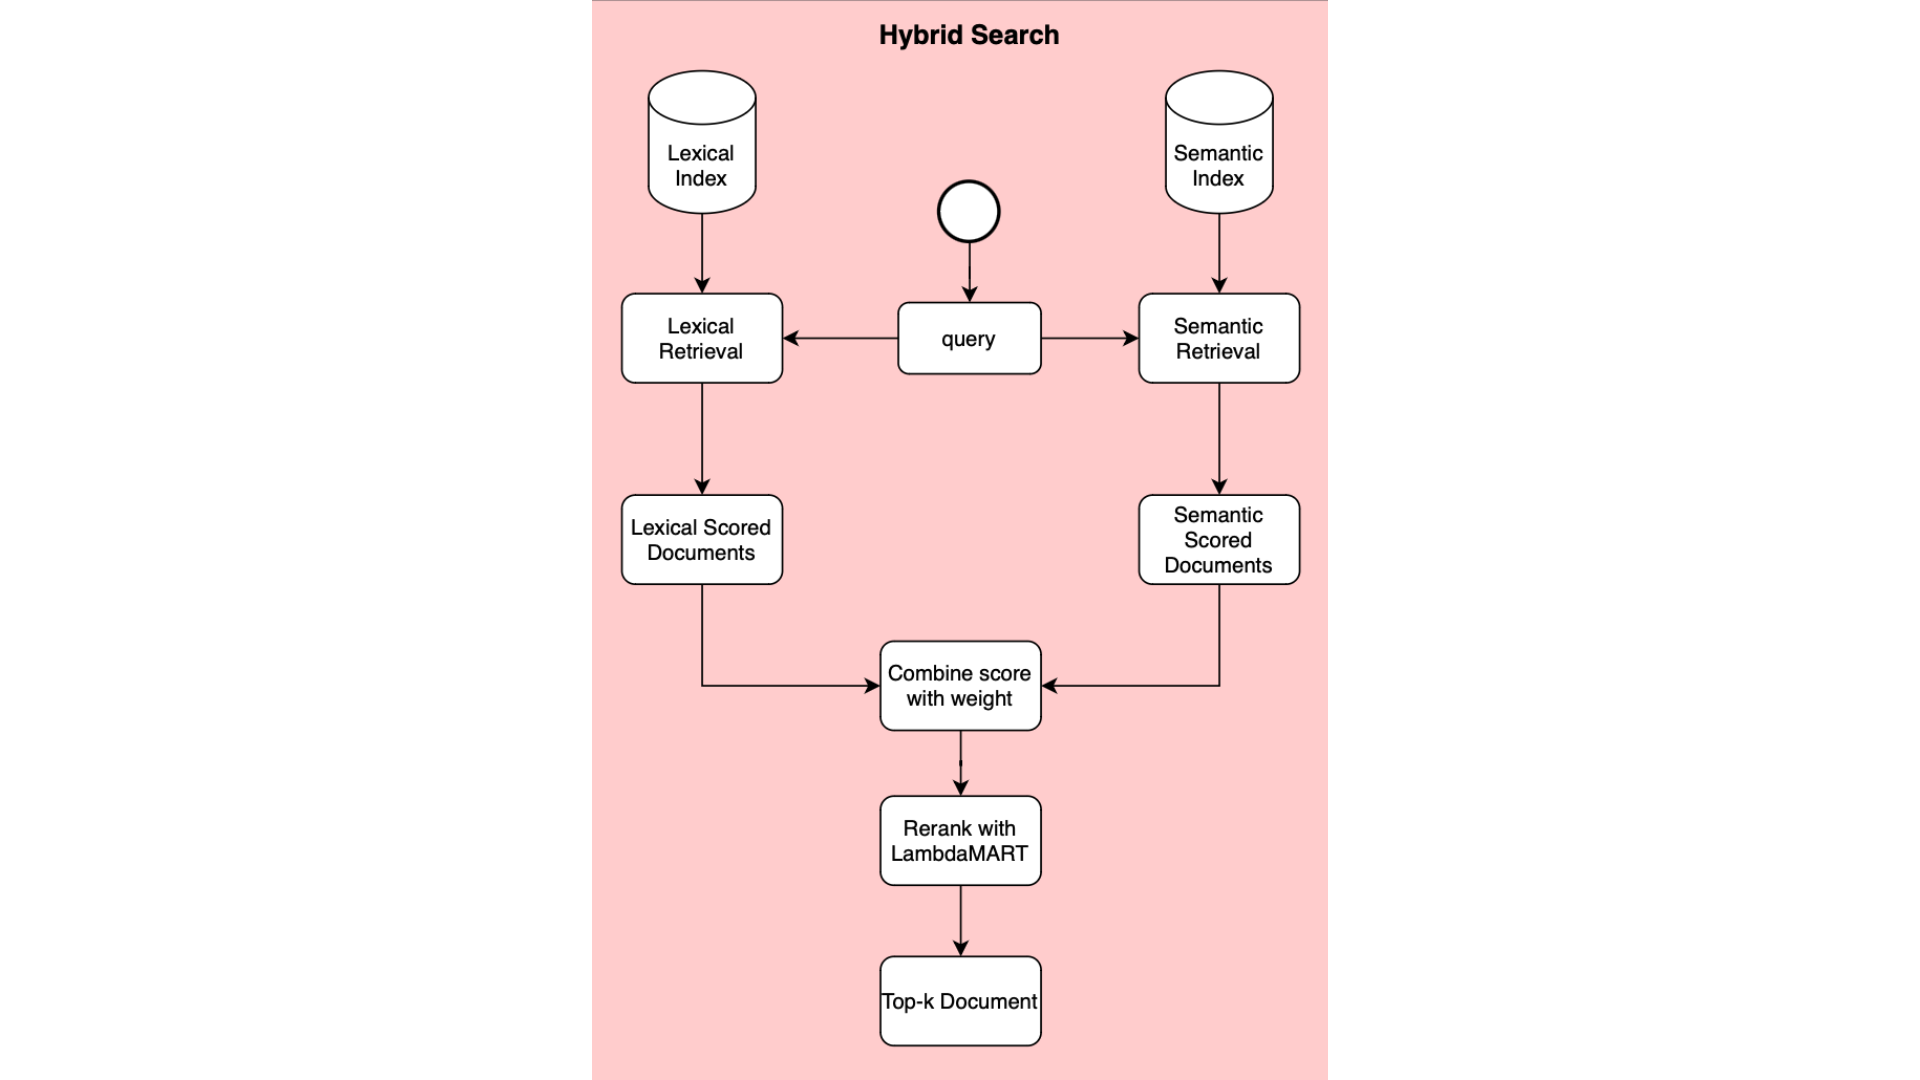 Hybrid Search
Lexical
Index
Semantic
Index
Lexical
Retrieval
query
Semantic
Retrieval
Lexical Scored
Documents
Semantic
Scored
Documents
Combine score
with weight
Rerank with
LambdaMART
Top-k Document